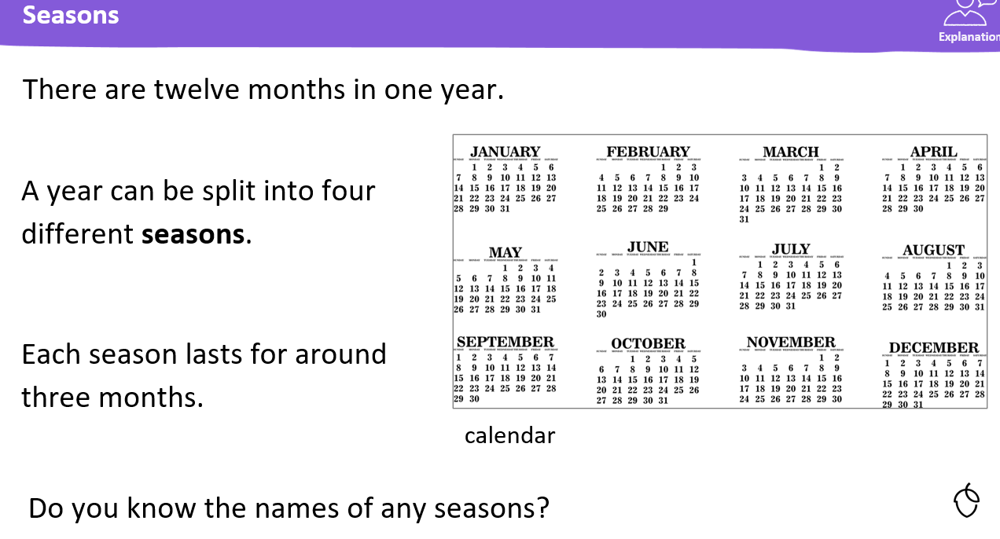 Seasons
Explanation
There are twelve months in one year.
A year can be split into four
different seasons.
Each season lasts for around
three months.
JANUARY
1 2 3 4 5 6
7 8 9 10 11 12 13
14 15 16 17 18 19 20
21 22 23 24 25 26 27
28 29 30 31
FEBRUARY
1 2 3
4 5 6 7 8 9 10
11 12 13 14 15 16 17
18 19 20 21 22 23 24
25 26 27 28 29
MARCH
1 2
3 4 5 6 7 8 9
10 11 12 13 14 15 16
17 18 19 20 21 22 23
24 25 26 27 28 29 30
31
APRIL
1 2 3 4 5 6
7 8 9 10 11 12 13
14 15 16 17 18 19 20
21 22 23 24 25 26 27
28 29 30
MAY
1 2 3 4
5 6 7 8 9 10 11
12 13 14 15 16 17 18
19 20 21 22 23 24 25
26 27 28 29 30 31
JUNE
1
2 3 4 5 6 7 8
9 10 11 12 13 14 15
16 17 18 19 20 21 22
23 24 25 26 27 28 29
30
JULY
1 2 3 4 5 6
7 8 9 10 11 12 13
14 15 16 17 18 19 20
21 22 23 24 25 26 27
28 29 30 31
AUGUST
1 2 3
4 5 6 7 8 9 10
11 12 13 14 15 16 17
18 19 20 21 22 23 24
25 26 27 28 29 30 31
SEPTEMBER
1 2 3 4 5 6 7
8 9 10 11 12 13 14
15 16 17 18 19 20 21
22 23 24 25 26 27 28
29 30
OCTOBER
1 2 3 4 5
6 7 8 9 10 11 12
13 14 15 16 17 18 19
20 21 22 23 24 25 26
27 28 29 30 31
NOVEMBER
1 2
3 4 5 6 7 8 9
10 11 12 13 14 15 16
17 18 19 20 21 22 23
24 25 26 27 28 29 30
DECEMBER
1 2 3 4 5 6 7
8 9 10 11 12 13 14
15 16 17 18 19 20 21
22 23 24 25 26 27 28
29 30 31
calendar
Do you know the names of any seasons?